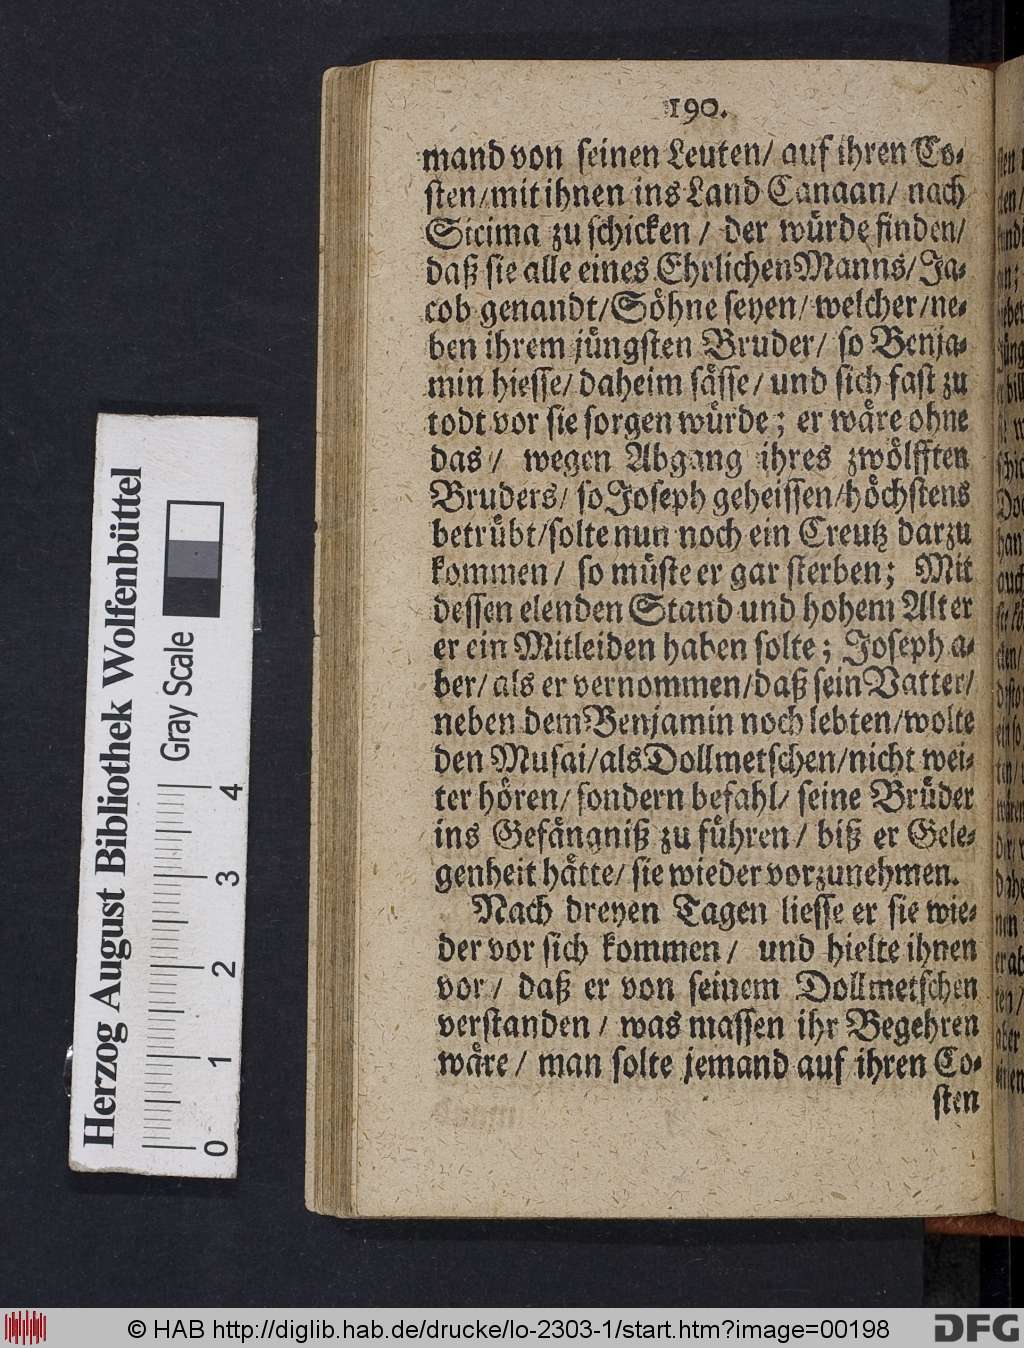 190.
mand von seinen Leuten/ auf ihren Co-
sten/ mit ihnen ins Land Canaan/ nach
Sicima zu schicken/ der würde finden/
daß sie alle eines Ehrlichen Manns/ Ja-
cob genandt/ Söhne seyen/ welcher/ ne-
ben ihrem jüngsten Bruder/ so Benja-
min hiesse/ daheim sässe/ und sich fast zu
todt vor sie sorgen würde; er wäre ohne
das/ wegen Abgang ihres zwölfften
Bruders/ so Joseph geheissen/ höchstens
betrübt/ solte nun noch ein Creutz darzu
kommen/ so müste er gar sterben; Mit
dessen elenden Stand und hohem Alter
er ein Mitleiden haben solte; Joseph a-
ber/ als er vernommen/ daß sein Vatter/
neben dem Benjamin noch lebten/ wolte
den Musai/ als Dollmetschen/ nicht wei-
ter hören/ sondern befahl/ seine Brüder
ins Gefängniß zu führen/ biß er Gele-
genheit hätte/ sie wieder vorzunehmen.
Nach dreyen Tagen liesse er sie wie-
der vor sich kommen/ und hielte ihnen
vor/ daß er von seinem Dollmetschen
verstanden/ was massen ihr Begehren
wäre/ man solte jemand auf ihren Co-
sten
Herzog August Bibliothek Wolfenbüttel
Gray Scale
0 1 2 3 4
© HAB http://diglib.hab.de/drucke/lo-2303-1/start.htm?image=00198
DFG